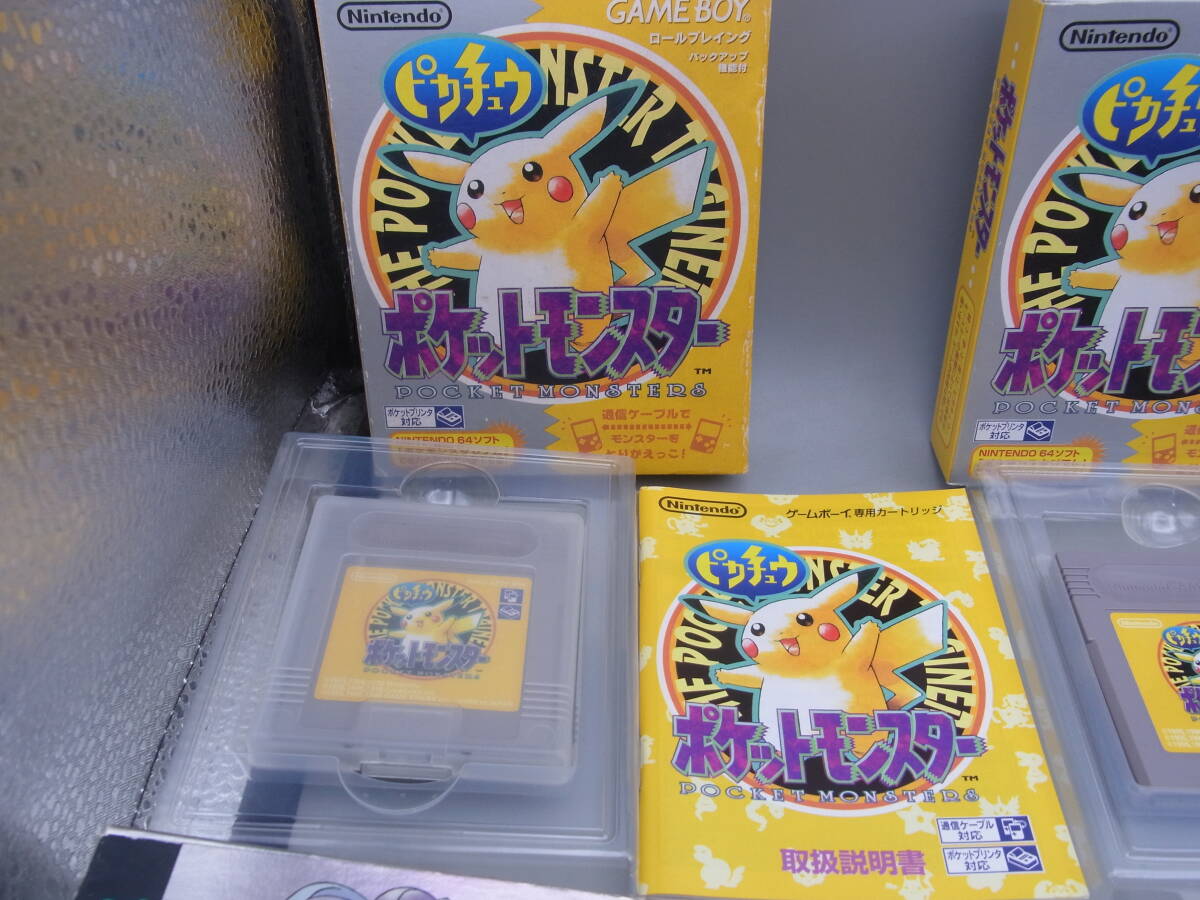 Nintendo
GAME BOY
ロールプレイング
バックアップ
機能付
ピカチュウ
ポケットモンスター
TM
POCKET MONSTERS
ポケットプリンタ
対応
NINTENDO 64ソフト
通信ケーブルで
モンスターを
とりかえっこ!
Nintendo
ポケットモンスター
ピカチュウ
THE POCK
POCKET MONS
ポケットプリンタ
対応
NINTENDO 64ソフト
ピカチュウ
ポケットモンスター
Nintendo
ゲームボーイ専用カートリッジ
ピカチュウ
ポケットモンスター
TM
POCKET MONSTERS
通信ケーブル
対応
ポケットプリンタ
対応
取扱説明書
Nintendo